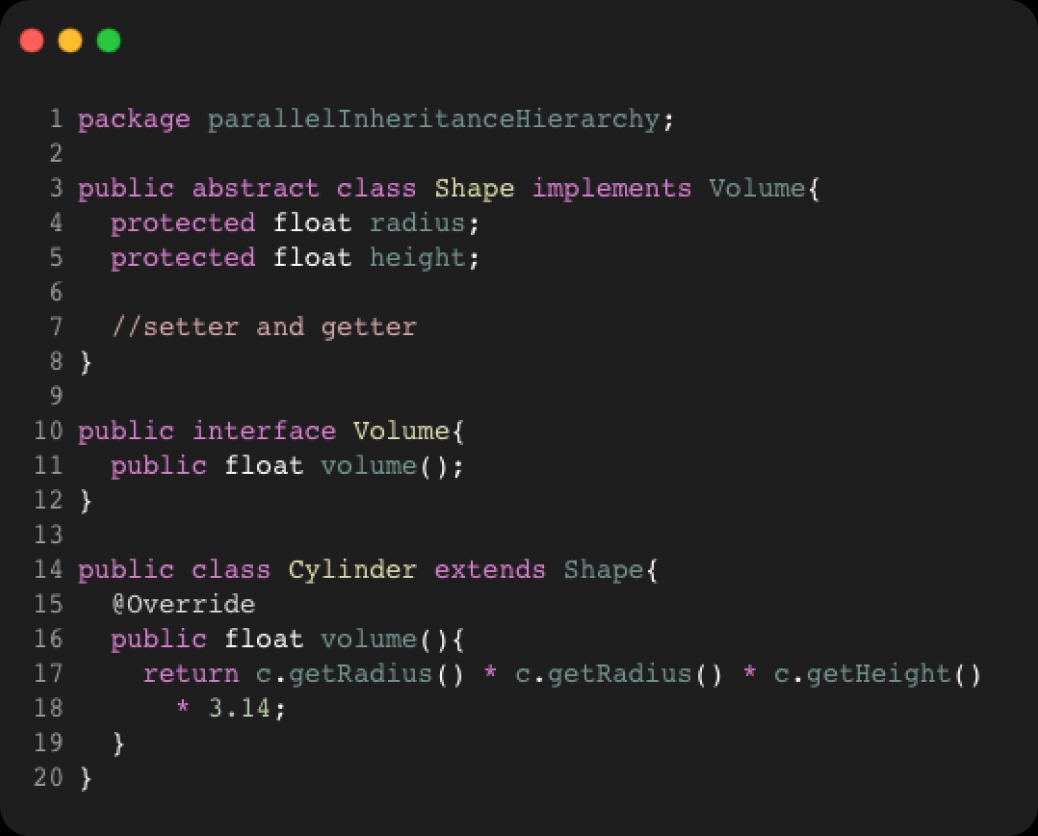 1 package parallelInheritanceHierarchy;
2
3 public abstract class Shape implements Volume{
4   protected float radius;
5   protected float height;
6
7   //setter and getter
8 }
9
10 public interface Volume{
11   public float volume();
12 }
13
14 public class Cylinder extends Shape{
15   @Override
16   public float volume(){
17     return c.getRadius() * c.getRadius() * c.getHeight()
18       * 3.14;
19   }
20 }